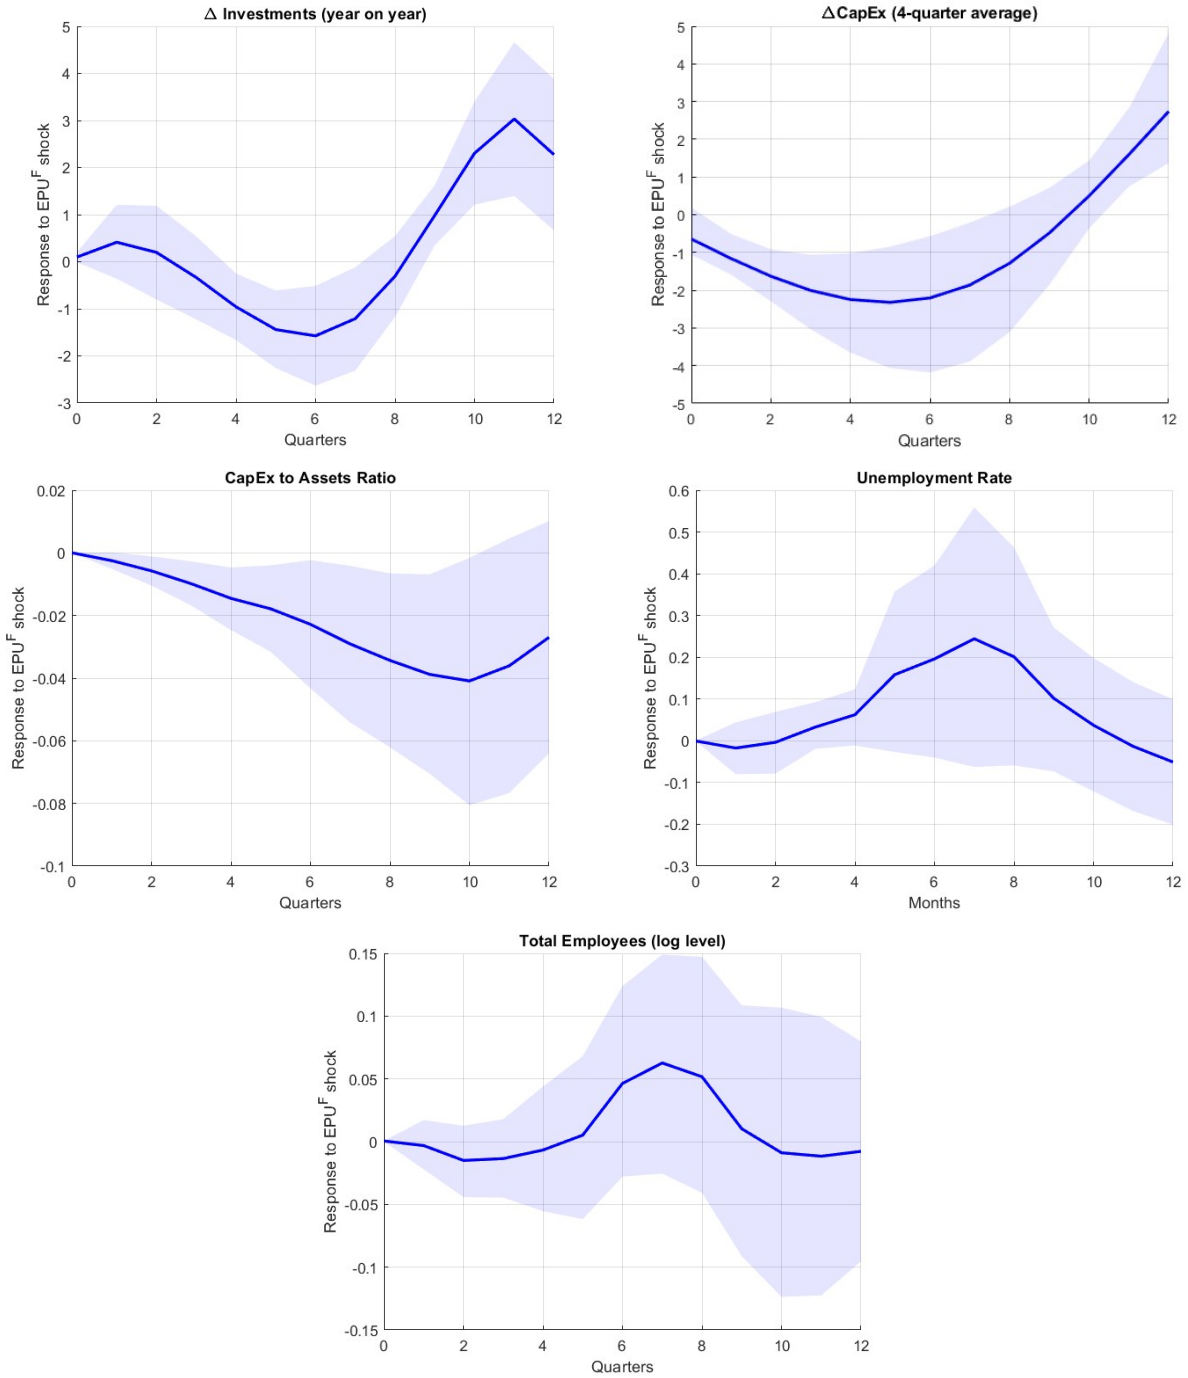 Δ Investments (year on year)
5
4
3
2
1
0
-1
-2
-3
0 2 4 6 8 10 12
Quarters
Response to EPU^F shock
ΔCapEx (4-quarter average)
5
4
3
2
1
0
-1
-2
-3
-4
-5
0 2 4 6 8 10 12
Quarters
Response to EPU^F shock
CapEx to Assets Ratio
0.02
0
-0.02
-0.04
-0.06
-0.08
-0.1
0 2 4 6 8 10 12
Quarters
Response to EPU^F shock
Unemployment Rate
0.6
0.5
0.4
0.3
0.2
0.1
0
-0.1
-0.2
-0.3
0 2 4 6 8 10 12
Months
Response to EPU^F shock
Total Employees (log level)
0.15
0.1
0.05
0
-0.05
-0.1
-0.15
0 2 4 6 8 10 12
Quarters
Response to EPU^F shock